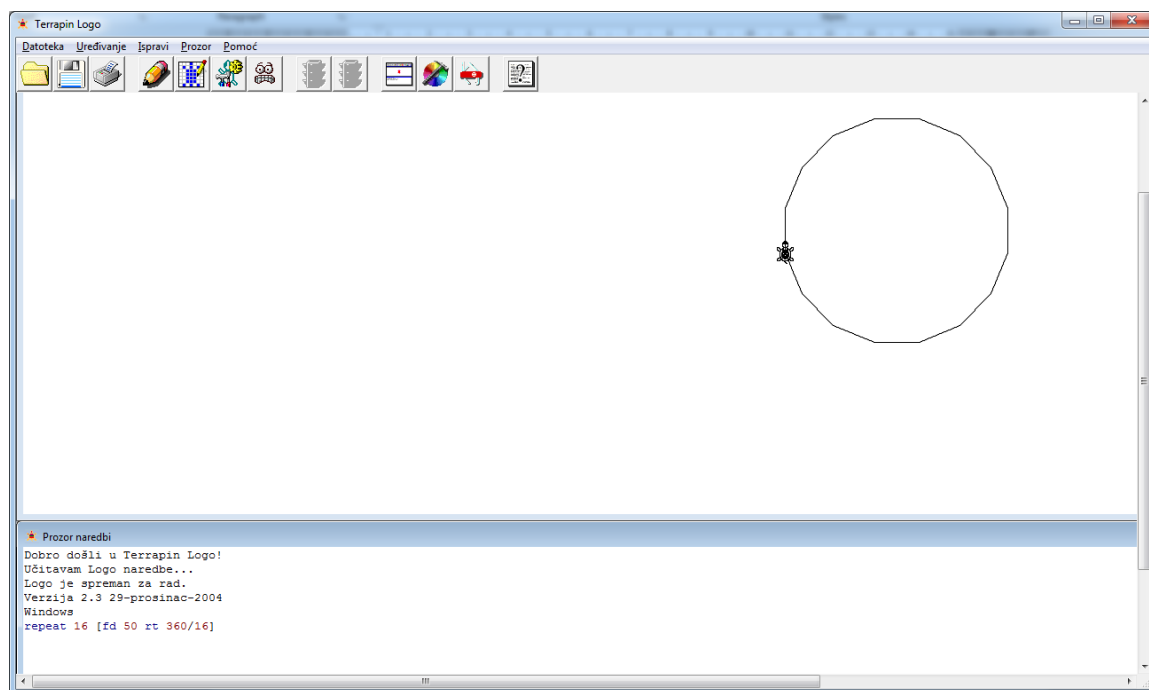 Terrapin Logo
Datoteka Uređivanje Ispravi Prozor Pomoć
Prozor naredbi
Dobro došli u Terrapin Logo!
Učitavam Logo naredbe...
Logo je spreman za rad.
Verzija 2.3 29-prosinac-2004
Windows
repeat 16 [fd 50 rt 360/16]